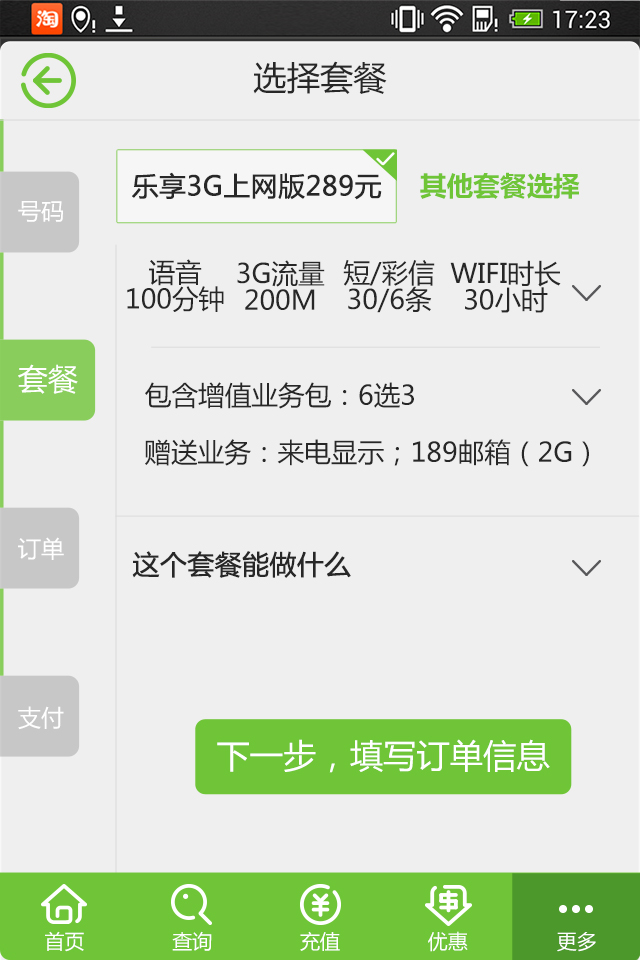 淘 17:23
选择套餐
乐享3G上网版289元 其他套餐选择
号码
语音 3G流量 短/彩信 WIFI时长
100分钟 200M 30/6条 30小时
套餐
包含增值业务包：6选3
赠送业务：来电显示；189邮箱（2G）
订单
这个套餐能做什么
支付
下一步，填写订单信息
首页 查询 充值 优惠 更多